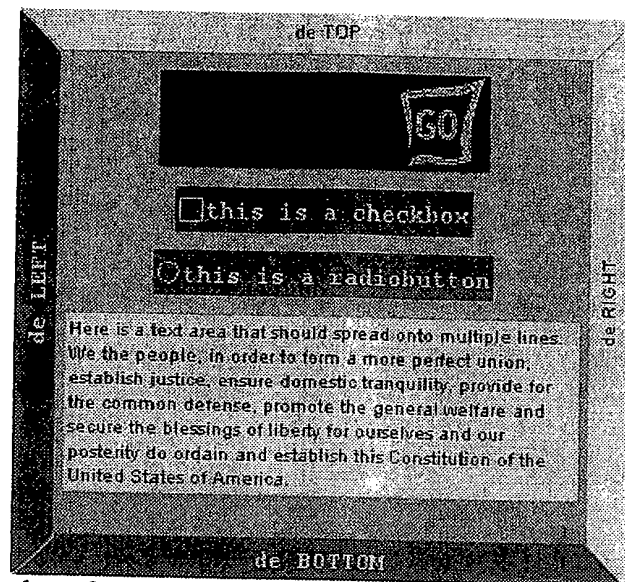 de TOP
GO
this is a checkbox
this is a radiobutton
de LEFT
de RIGHT
Here is a text area that should spread onto multiple lines.
We the people, in order to form a more perfect union,
establish justice, ensure domestic tranquility, provide for
the common defense, promote the general welfare and
secure the blessings of liberty for ourselves and our
posterity do ordain and establish this Constitution of the
United States of America.
de BOTTOM